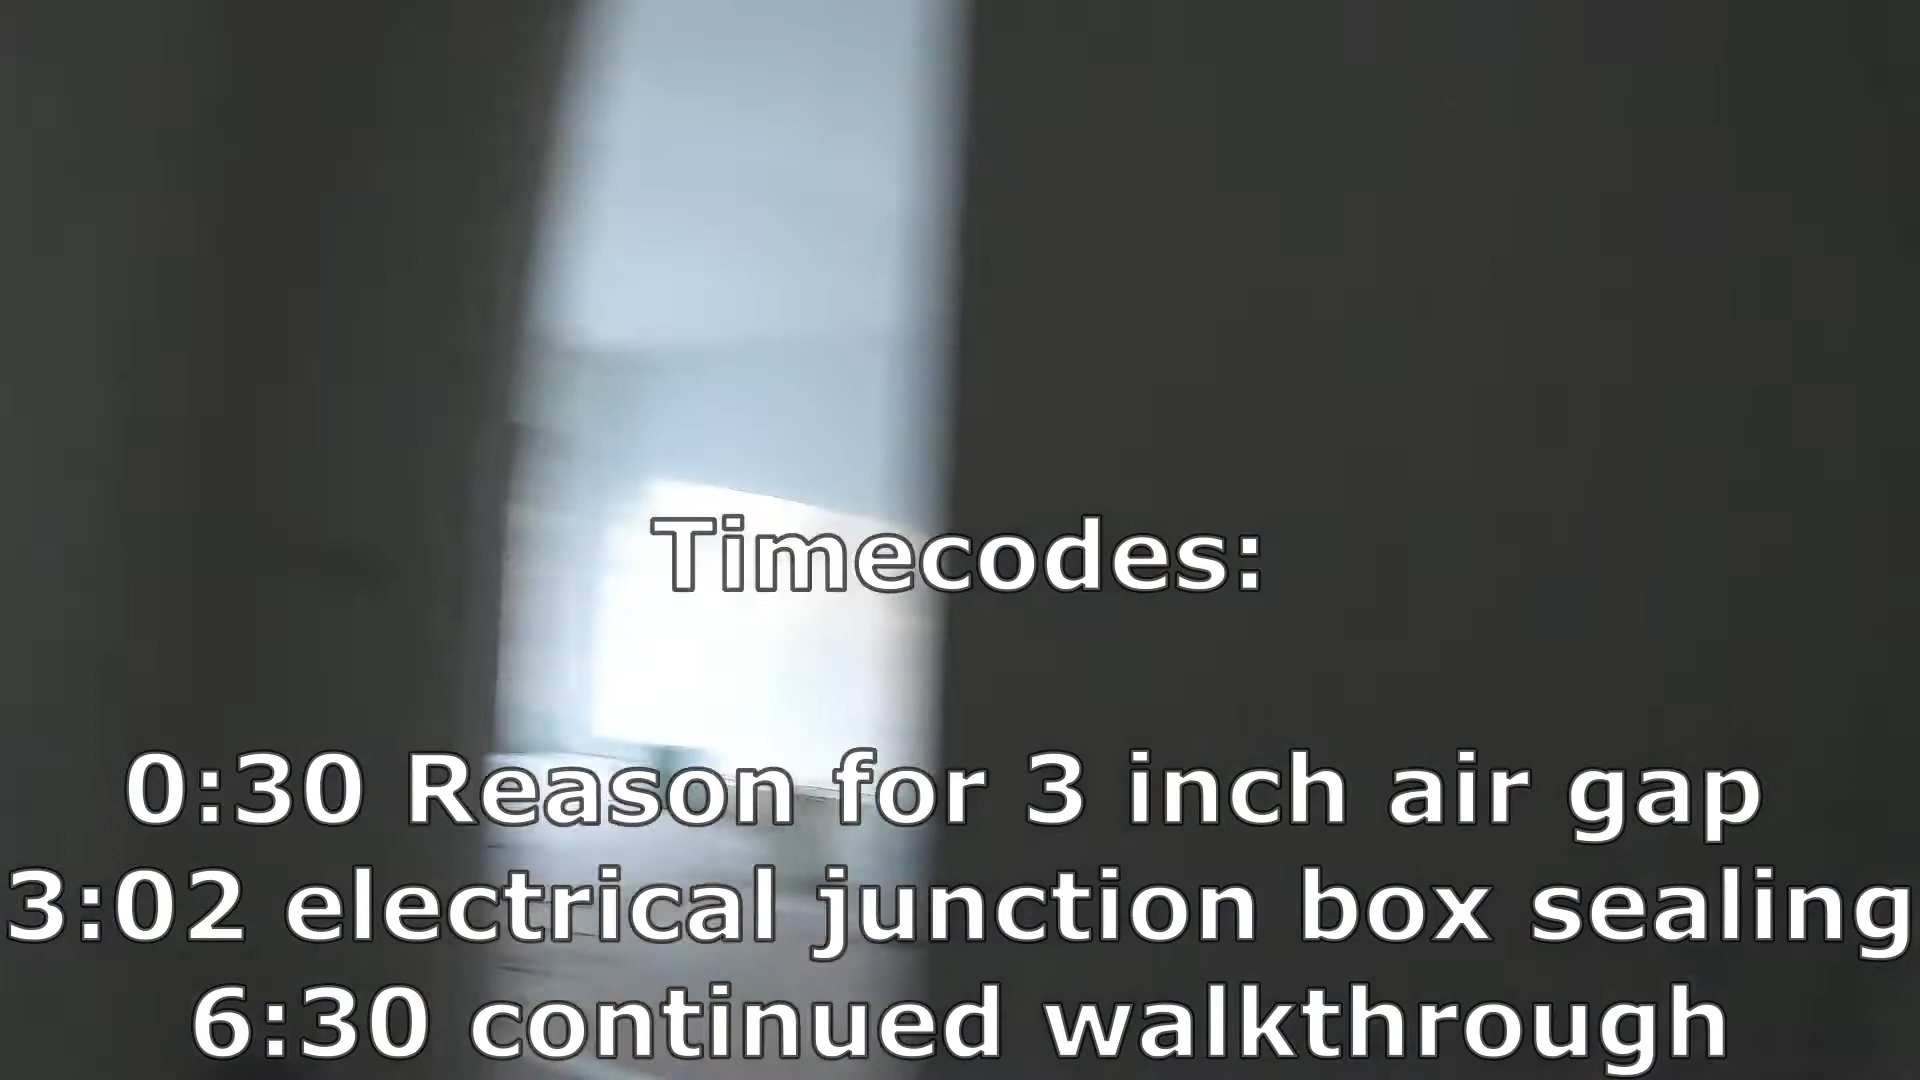 Timecodes:
0:30 Reason for 3 inch air gap
3:02 electrical junction box sealing
6:30 continued walkthrough